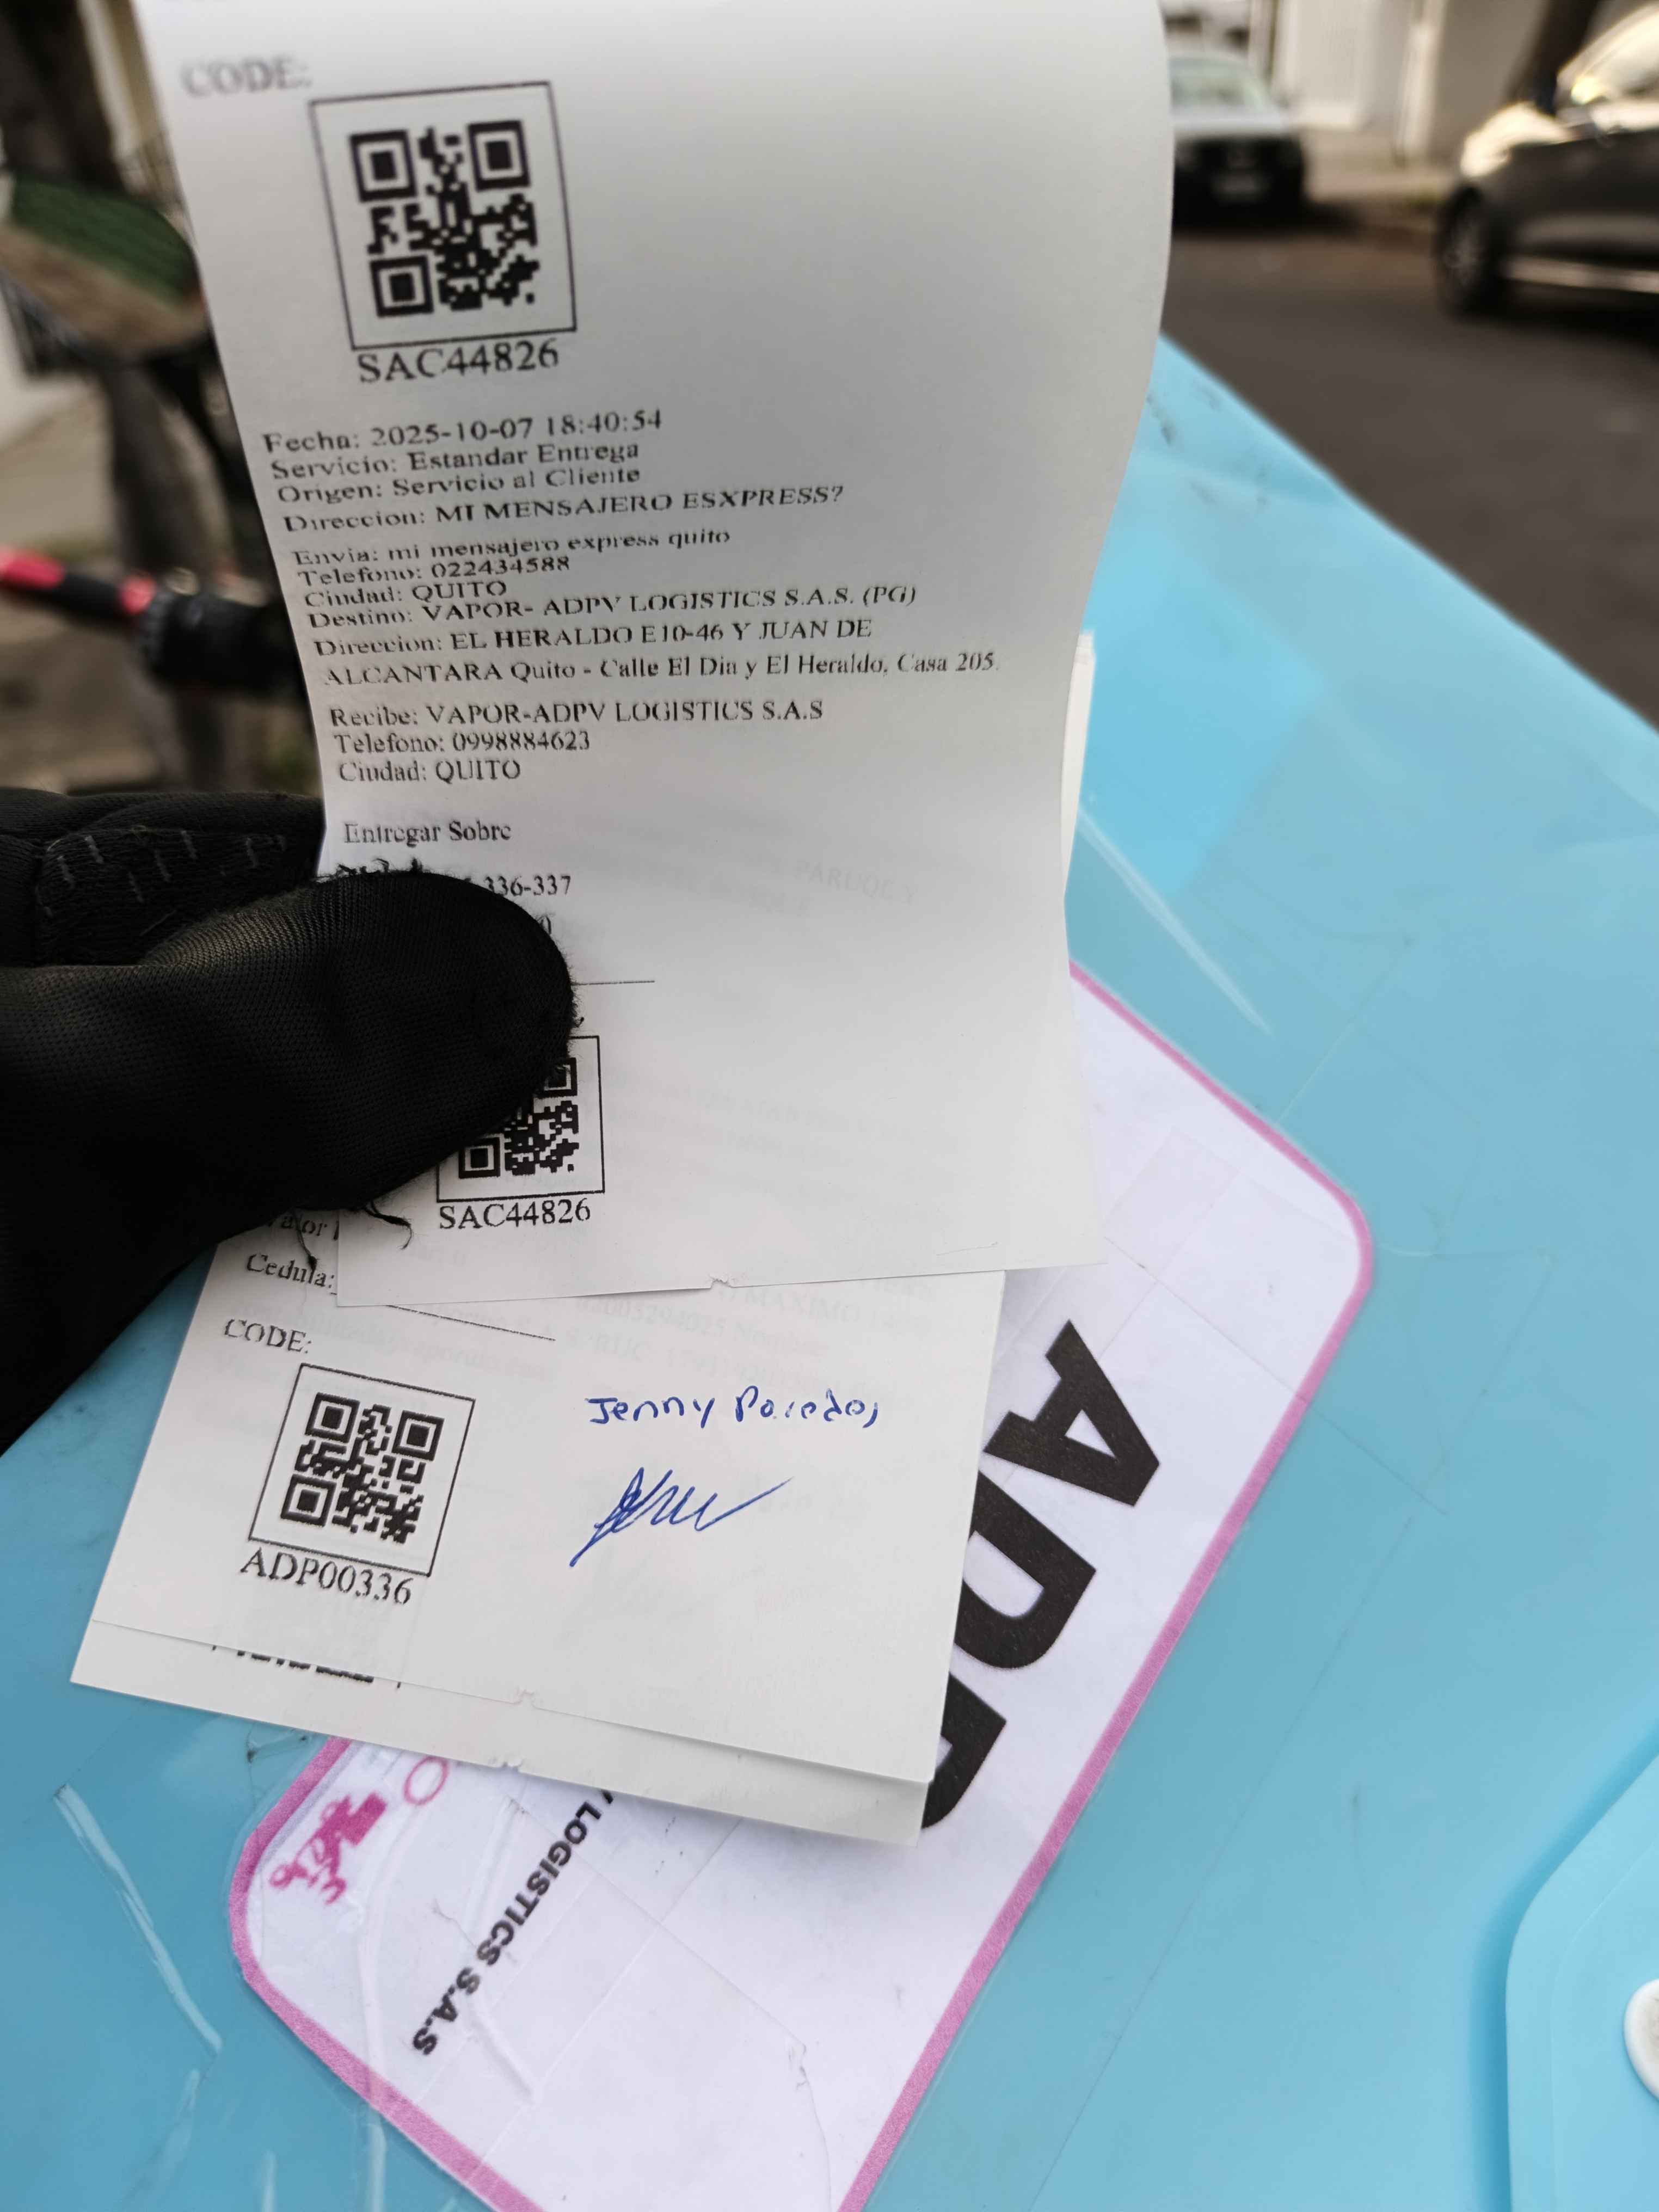 CODE:
SAC44826
Fecha: 2025-10-07 18:40:54
Servicio: Estandar Entrega
Origen: Servicio al Cliente
Direccion: MI MENSAJERO ESXPRESS?
Envia: mi mensajero express quito
Telefono: 022434588
Ciudad: QUITO
Destino: VAPOR- ADPV LOGISTICS S.A.S. (PG)
Direccion: EL HERALDO E10-46 Y JUAN DE
ALCANTARA Quito - Calle El Dia y El Heraldo, Casa 205.
Recibe: VAPOR-ADPV LOGISTICS S.A.S
Telefono: 0998884623
Ciudad: QUITO
Entregar Sobre
336-337
SAC44826
Cedula:
CODE:
Jenny Paredes
ADP00336
AD
LOGISTICS S.A.S